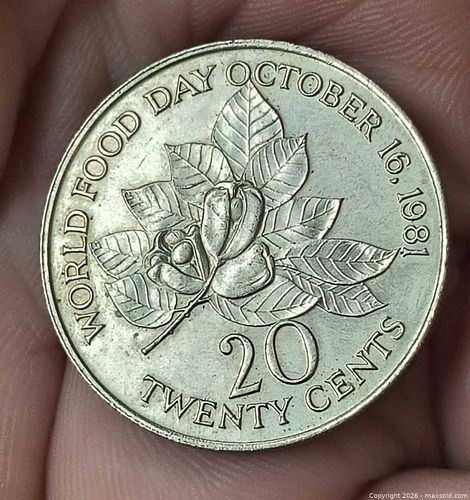 WORLD FOOD DAY OCTOBER 16, 1981
20
TWENTY CENTS
Copyright 2026 - maxsold.com